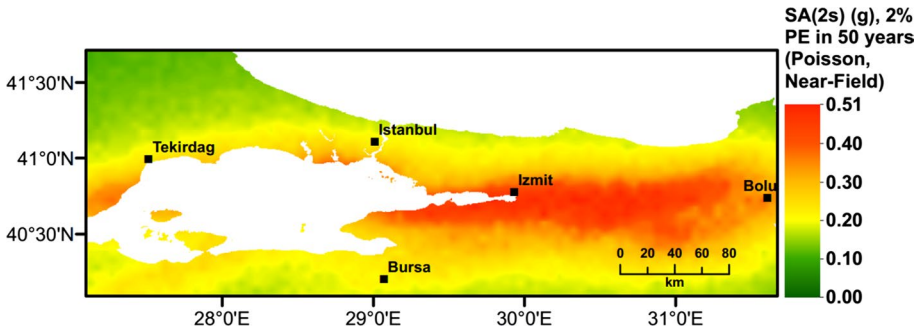 SA(2s) (g), 2%
PE in 50 years
(Poisson,
Near-Field)
0.51
0.40
0.30
0.20
0.10
0.00
41°30'N
41°0'N
40°30'N
Istanbul
Tekirdag
Izmit
Bolu
Bursa
0 20 40 60 80
km
28°0'E 29°0'E 30°0'E 31°0'E